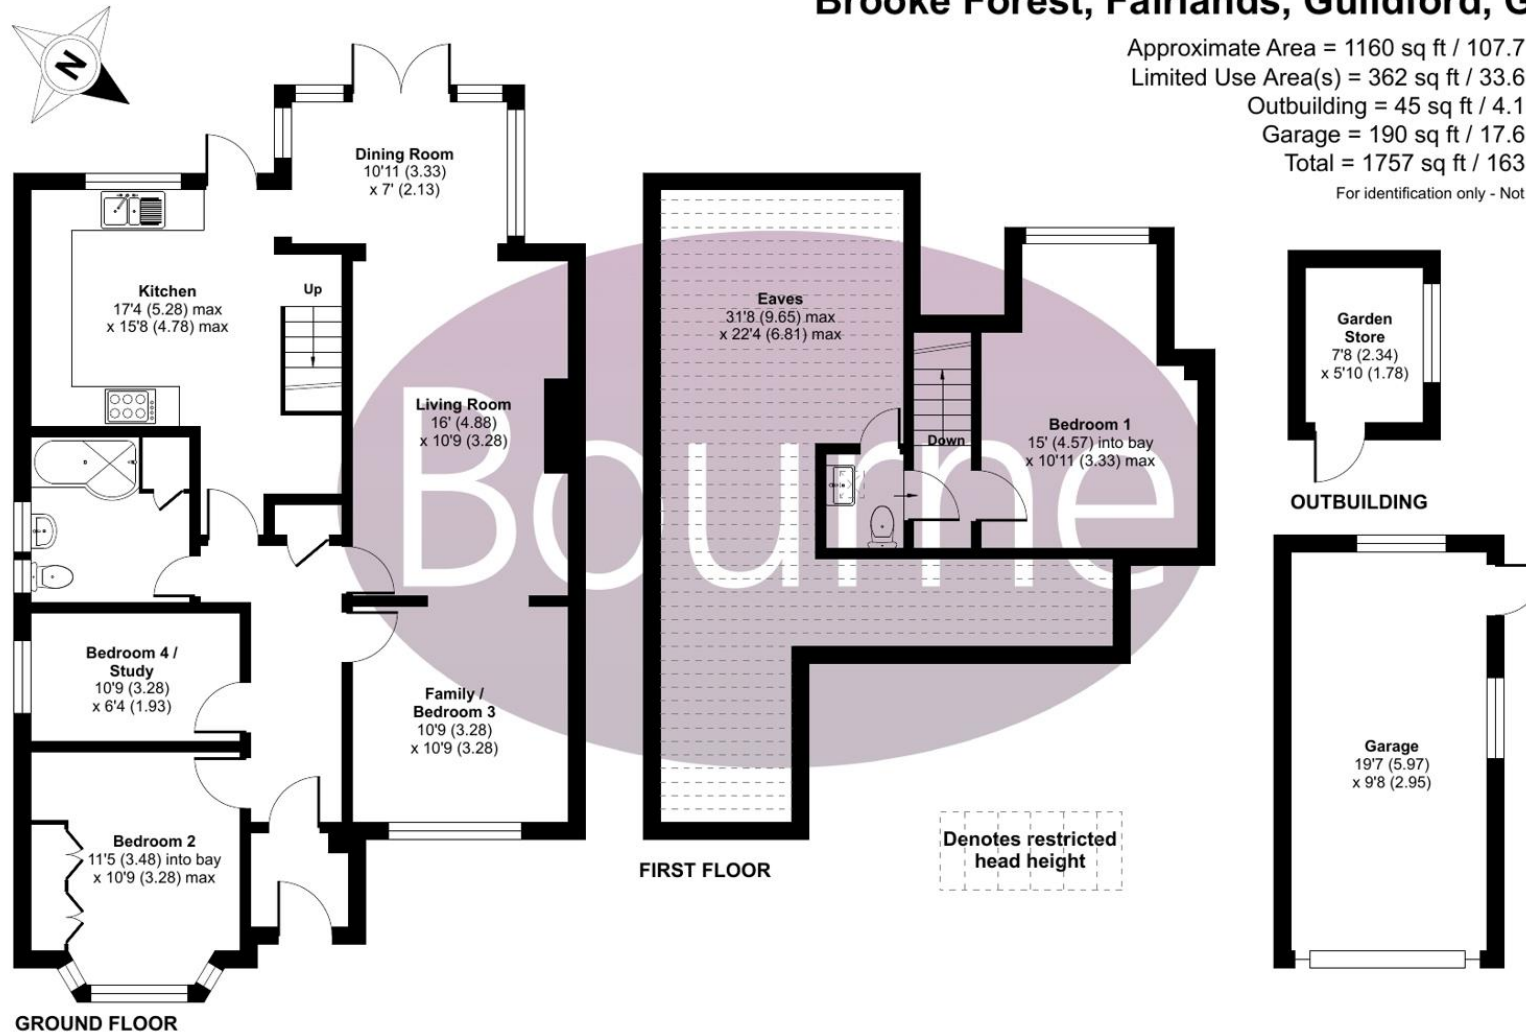 Brooke Forest, Fairlands, Guildford, G
Approximate Area = 1160 sq ft / 107.7
Limited Use Area(s) = 362 sq ft / 33.6
Outbuilding = 45 sq ft / 4.1
Garage = 190 sq ft / 17.6
Total = 1757 sq ft / 163
For identification only - Not
N
Dining Room
10'11 (3.33)
x 7' (2.13)
Kitchen
17'4 (5.28) max
x 15'8 (4.78) max
Up
Living Room
16' (4.88)
x 10'9 (3.28)
Bedroom 4 /
Study
10'9 (3.28)
x 6'4 (1.93)
Family /
Bedroom 3
10'9 (3.28)
x 10'9 (3.28)
Bedroom 2
11'5 (3.48) into bay
x 10'9 (3.28) max
GROUND FLOOR
Eaves
31'8 (9.65) max
x 22'4 (6.81) max
Down
Bedroom 1
15' (4.57) into bay
x 10'11 (3.33) max
Bourne
FIRST FLOOR
Denotes restricted
head height
Garden
Store
7'8 (2.34)
x 5'10 (1.78)
OUTBUILDING
Garage
19'7 (5.97)
x 9'8 (2.95)